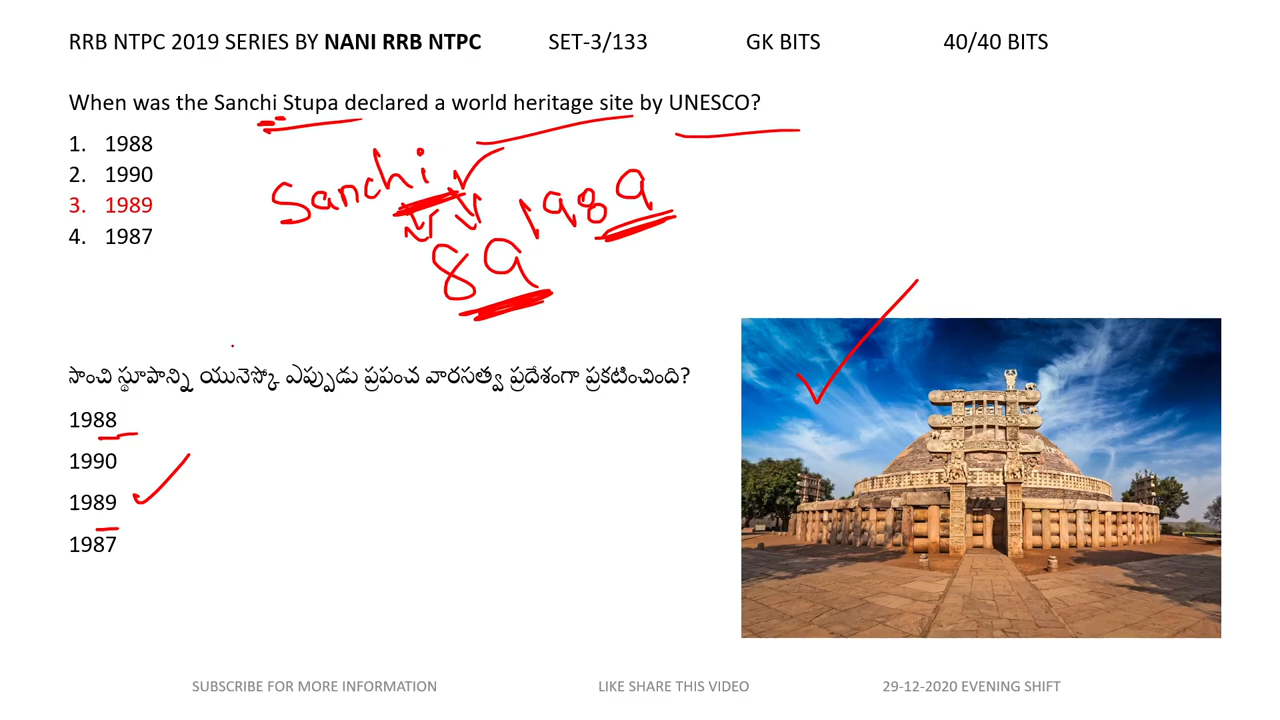 RRB NTPC 2019 SERIES BY NANI RRB NTPC SET-3/133 GK BITS 40/40 BITS
When was the Sanchi Stupa declared a world heritage site by UNESCO?
1. 1988
2. 1990
3. 1989
4. 1987
Sanchi
1989
89
సాంచి స్థూపాన్ని యునెస్కో ఎప్పుడు ప్రపంచ వారసత్వ ప్రదేశంగా ప్రకటించింది?
1988
1990
1989
1987
SUBSCRIBE FOR MORE INFORMATION LIKE SHARE THIS VIDEO 29-12-2020 EVENING SHIFT